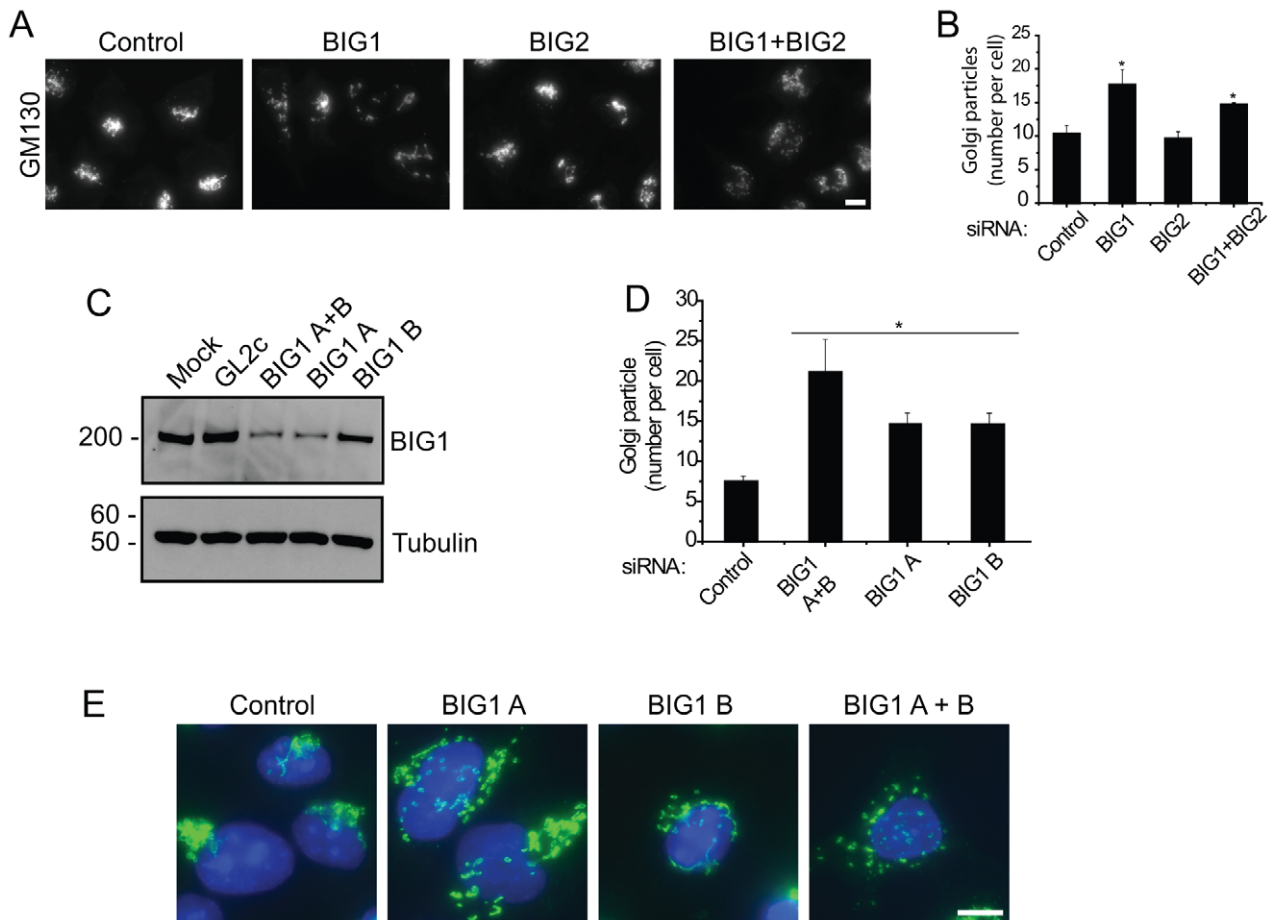 A
Control BIG1 BIG2 BIG1+BIG2
GM130
B
Golgi particles
(number per cell)
25
20
15
10
5
0
* *
siRNA: Control BIG1 BIG2 BIG1+BIG2
C
Mock GL2c BIG1 A+B BIG1 A BIG1 B
200 - BIG1
60 -
50 - Tubulin
D
Golgi particle
(number per cell)
30
25
20
15
10
5
0
*
siRNA: Control BIG1 A+B BIG1 A BIG1 B
E
Control BIG1 A BIG1 B BIG1 A + B